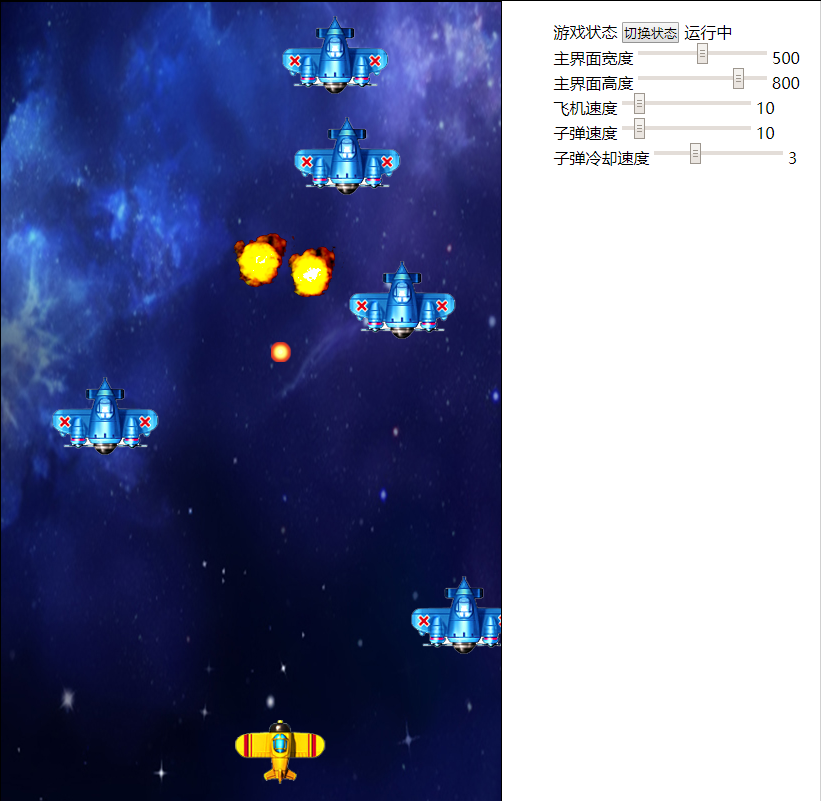 游戏状态 切换状态 运行中
主界面宽度 500
主界面高度 800
飞机速度 10
子弹速度 10
子弹冷却速度 3